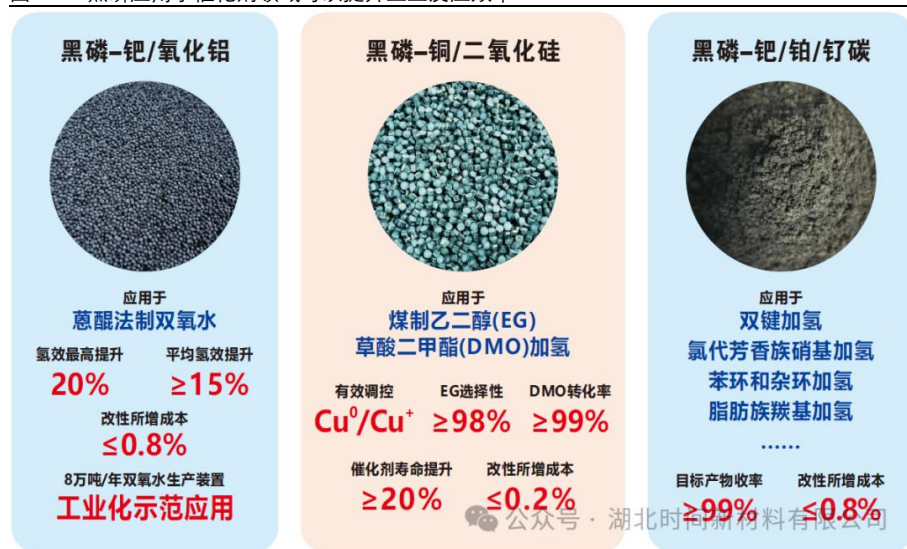 黑磷–钯/氧化铝
应用于
蒽醌法制双氧水
氢效最高提升 平均氢效提升
20% ≥15%
改性所增成本
≤0.8%
8万吨/年双氧水生产装置
工业化示范应用
黑磷–铜/二氧化硅
应用于
煤制乙二醇(EG)
草酸二甲酯(DMO)加氢
有效调控 EG选择性 DMO转化率
Cu⁰/Cu⁺ ≥98% ≥99%
催化剂寿命提升 改性所增成本
≥20% ≤0.2%
黑磷–钯/铂/钌碳
应用于
双键加氢
氯代芳香族硝基加氢
苯环和杂环加氢
脂肪族羰基加氢
······
目标产物收率 改性所增成本
≥99% ≤0.8%
公众号 · 湖北时间新材料有限公司